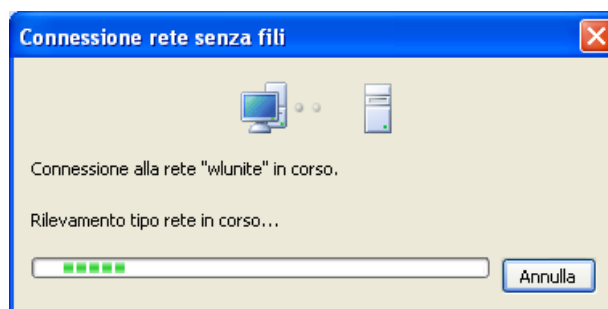 Connessione rete senza fili
Connessione alla rete "wlunite" in corso.
Rilevamento tipo rete in corso...
Annulla